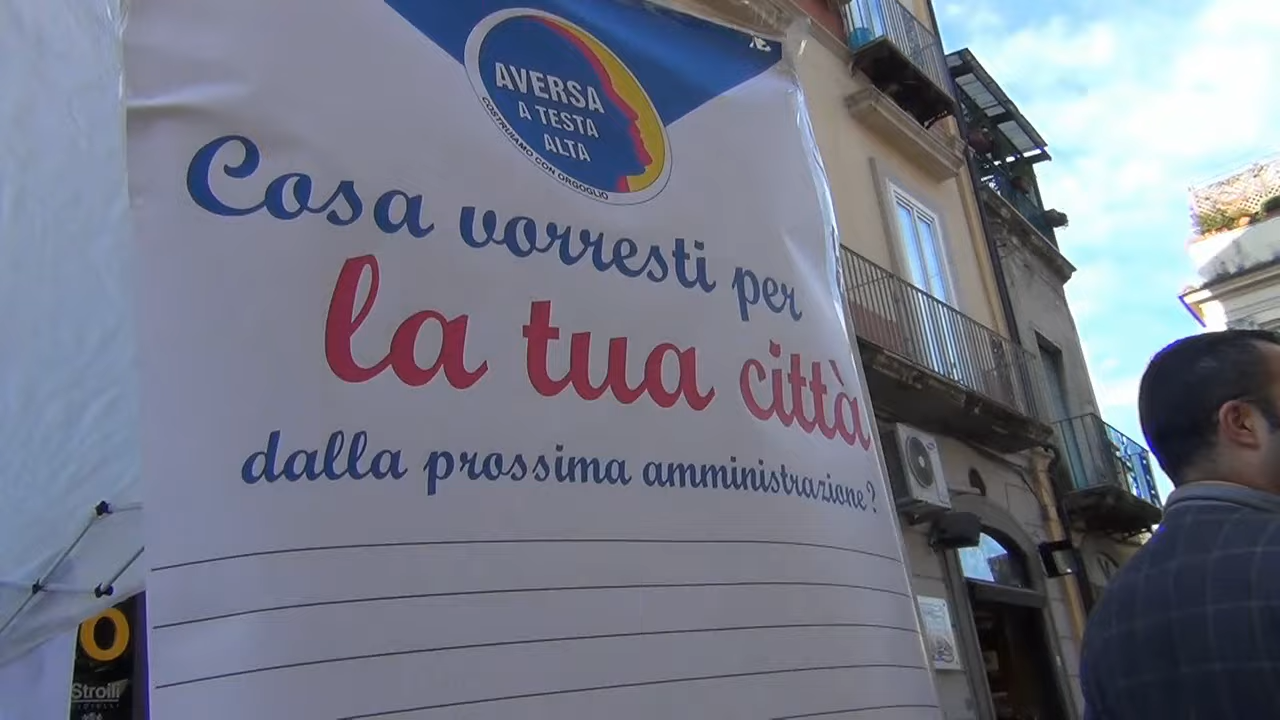 AVERSA
A TESTA
ALTA
COSTRUIAMO CON ORGOGLIO
Cosa vorresti per
la tua città
dalla prossima amministrazione?
O
Stroili